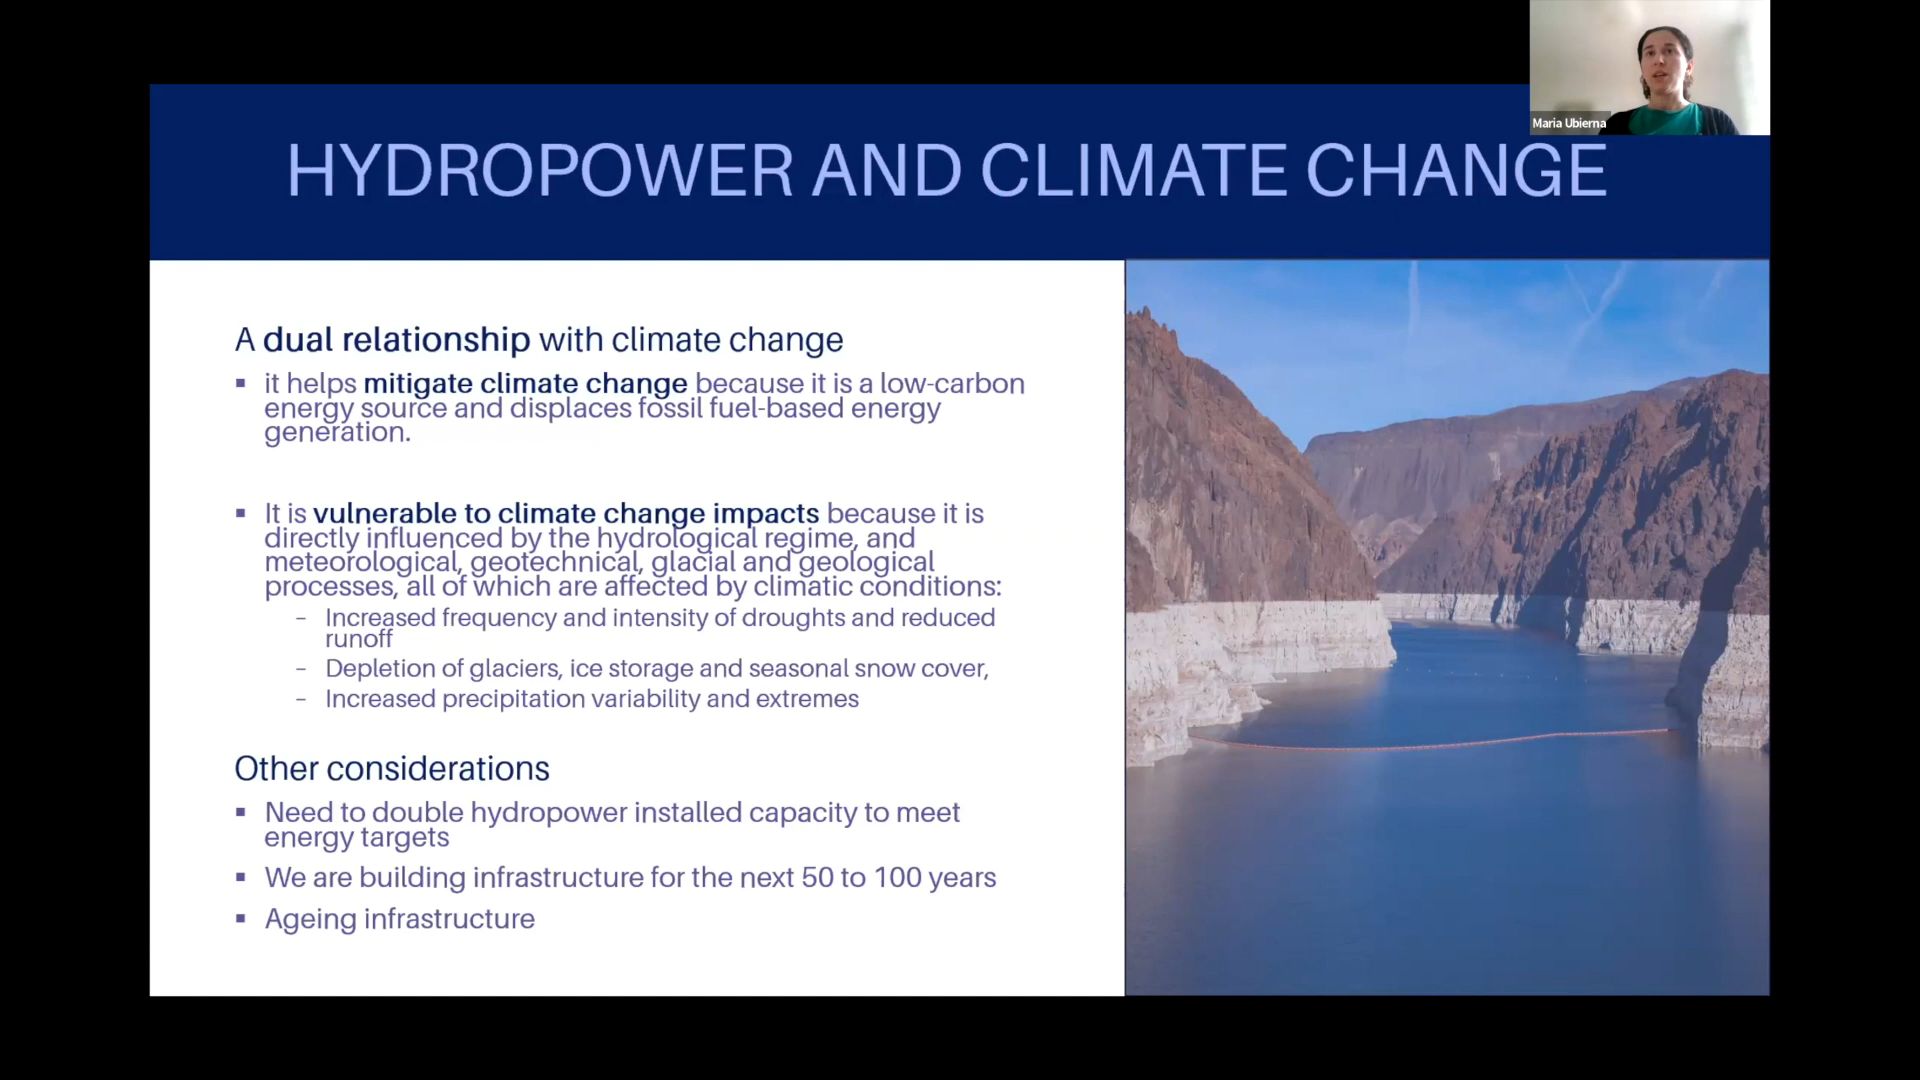 Maria Ubierna
HYDROPOWER AND CLIMATE CHANGE
A dual relationship with climate change
▪ it helps mitigate climate change because it is a low-carbon
energy source and displaces fossil fuel-based energy
generation.
▪ It is vulnerable to climate change impacts because it is
directly influenced by the hydrological regime, and
meteorological, geotechnical, glacial and geological
processes, all of which are affected by climatic conditions:
– Increased frequency and intensity of droughts and reduced
runoff
– Depletion of glaciers, ice storage and seasonal snow cover,
– Increased precipitation variability and extremes
Other considerations
▪ Need to double hydropower installed capacity to meet
energy targets
▪ We are building infrastructure for the next 50 to 100 years
▪ Ageing infrastructure